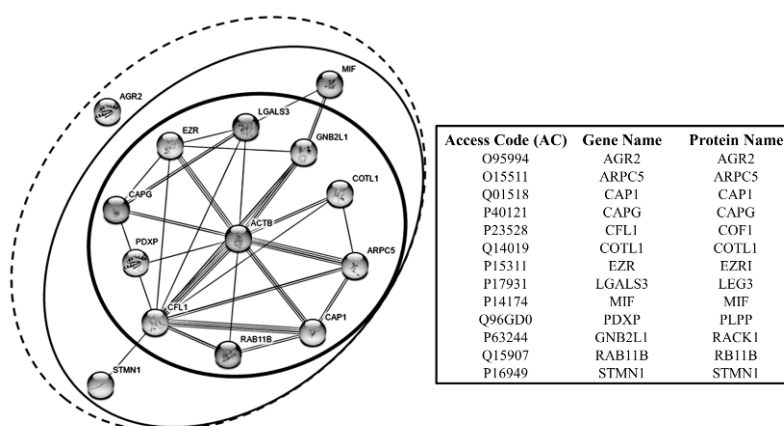 MIF
AGR2
LGALS3
EZR
GNB2L1
COTL1
CAPG
ACTB
PDXP
ARPC5
CFL1
CAP1
RAB11B
STMN1
Access Code (AC) Gene Name Protein Name
O95994 AGR2 AGR2
O15511 ARPC5 ARPC5
Q01518 CAP1 CAP1
P40121 CAPG CAPG
P23528 CFL1 COF1
Q14019 COTL1 COTL1
P15311 EZR EZRI
P17931 LGALS3 LEG3
P14174 MIF MIF
Q96GD0 PDXP PLPP
P63244 GNB2L1 RACK1
Q15907 RAB11B RB11B
P16949 STMN1 STMN1